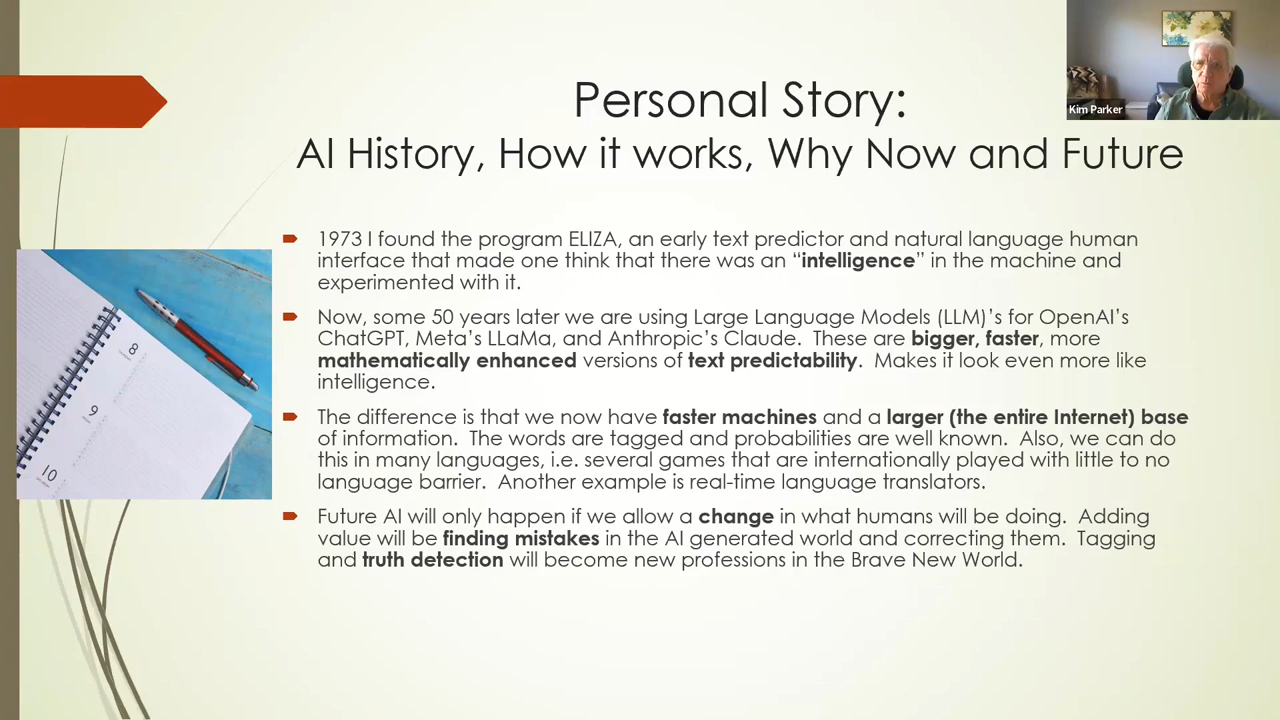 Personal Story:
AI History, How it works, Why Now and Future
Kim Parker
1973 I found the program ELIZA, an early text predictor and natural language human
interface that made one think that there was an “intelligence” in the machine and
experimented with it.
Now, some 50 years later we are using Large Language Models (LLM)’s for OpenAI’s
ChatGPT, Meta’s LLaMa, and Anthropic’s Claude.  These are bigger, faster, more
mathematically enhanced versions of text predictability.  Makes it look even more like
intelligence.
The difference is that we now have faster machines and a larger (the entire Internet) base
of information.  The words are tagged and probabilities are well known.  Also, we can do
this in many languages, i.e. several games that are internationally played with little to no
language barrier.  Another example is real-time language translators.
Future AI will only happen if we allow a change in what humans will be doing.  Adding
value will be finding mistakes in the AI generated world and correcting them.  Tagging
and truth detection will become new professions in the Brave New World.
8
9
10